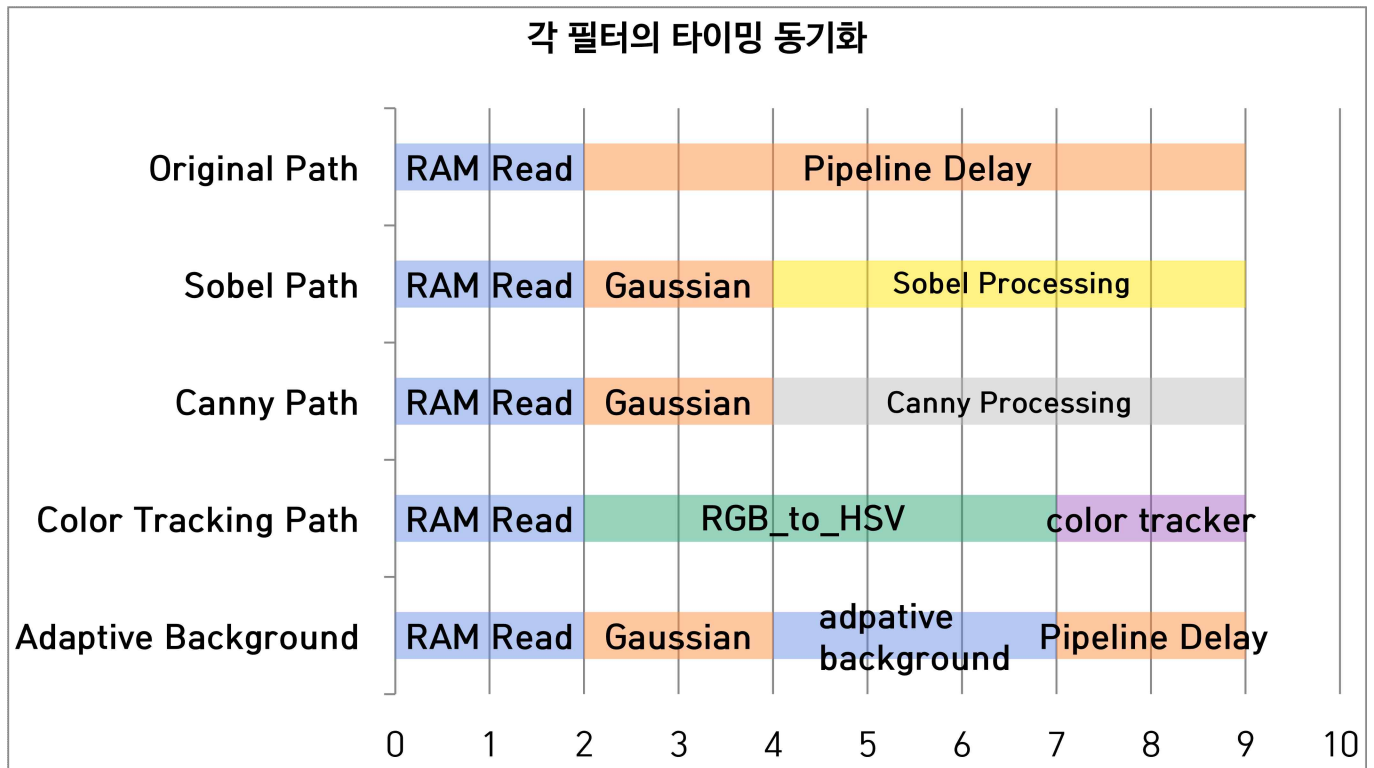 각 필터의 타이밍 동기화
Original Path RAM Read Pipeline Delay
Sobel Path RAM Read Gaussian Sobel Processing
Canny Path RAM Read Gaussian Canny Processing
Color Tracking Path RAM Read RGB_to_HSV color tracker
Adaptive Background RAM Read Gaussian adpative
background Pipeline Delay
0 1 2 3 4 5 6 7 8 9 10